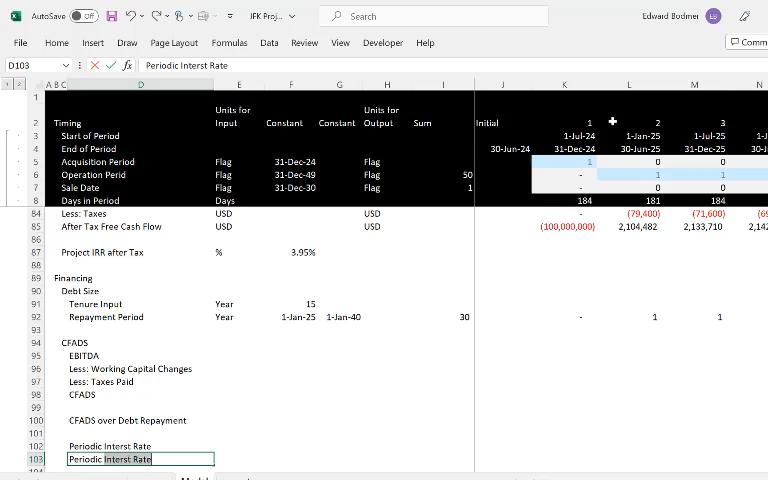 AutoSave Off JFK Proj... Search Edward Bodmer EB
File Home Insert Draw Page Layout Formulas Data Review View Developer Help Comm
D103 fx Periodic Interst Rate
1 2 A B C D E F G H I J K L M N
1
Units for Units for
2 Timing Input Constant Constant Output Sum Initial 1 2 3
3 Start of Period 1-Jul-24 1-Jan-25 1-Jul-25 1-J
4 End of Period 30-Jun-24 31-Dec-24 30-Jun-25 31-Dec-25 30-J
5 Acquisition Period Flag 31-Dec-24 Flag 1 0 0
6 Operation Perid Flag 31-Dec-49 Flag 50 - 1 1
7 Sale Date Flag 31-Dec-30 Flag 1 - 0 0
8 Days in Period Days 184 181 184
84 Less: Taxes USD USD - (79,400) (71,600) (69
85 After Tax Free Cash Flow USD USD (100,000,000) 2,104,482 2,133,710 2,142
86
87 Project IRR after Tax % 3.95%
88
89 Financing
90 Debt Size
91 Tenure Input Year 15
92 Repayment Period Year 1-Jan-25 1-Jan-40 30 - 1 1
93
94 CFADS
95 EBITDA
96 Less: Working Capital Changes
97 Less: Taxes Paid
98 CFADS
99
100 CFADS over Debt Repayment
101
102 Periodic Interst Rate
103 Periodic Interst Rate